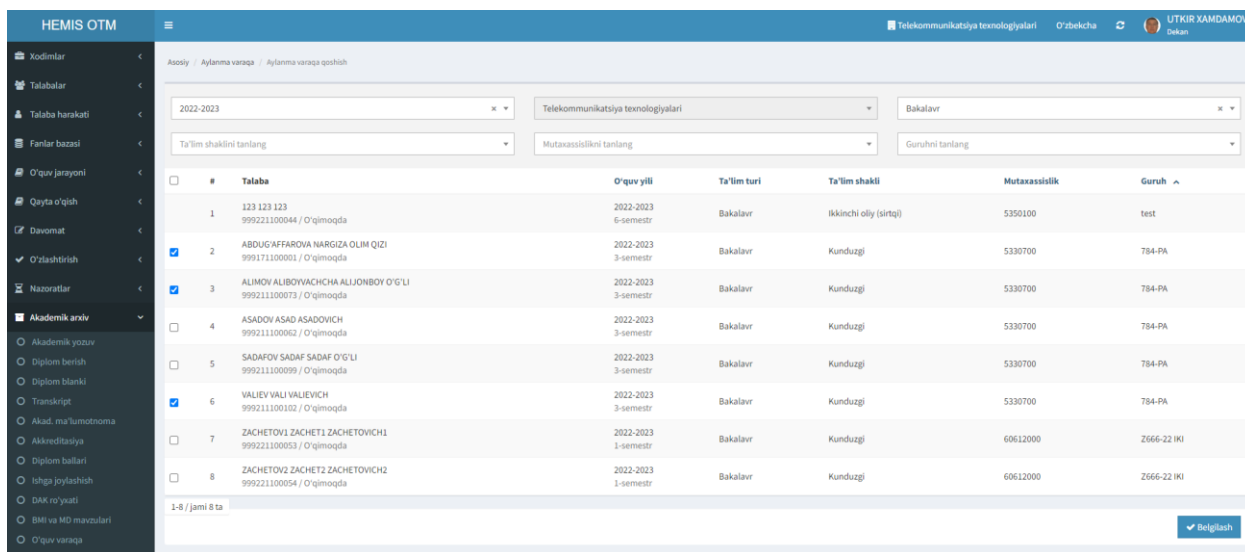 HEMIS OTM
Telekommunikatsiya texnologiyalari
O'zbekcha
UTKIR XAMDAMOV
Dekan
Xodimlar
Talabalar
Talaba harakati
Fanlar bazasi
O'quv jarayoni
Qayta o'qish
Davomat
O'zlashtirish
Nazoratlar
Akademik arxiv
Akademik yozuv
Diplom berish
Diplom blanki
Transkript
Akad. ma'lumotnoma
Akkreditasiya
Diplom ballari
Ishga joylashish
DAK ro'yxati
BMI va MD mavzulari
O'quv varaqa
Asosiy / Aylanma varaqa / Aylanma varaqa qoshish
2022-2023 Telekommunikatsiya texnologiyalari Bakalavr
Ta'lim shaklini tanlang Mutaxassislikni tanlang Guruhni tanlang
# Talaba O'quv yili Ta'lim turi Ta'lim shakli Mutaxassislik Guruh
1 123 123 123 2022-2023 Bakalavr Ikkinchi oliy (sirtqi) 5350100 test
999221100044 / O'qimoqda 6-semestr
2 ABDUG'AFFAROVA NARGIZA OLIM QIZI 2022-2023 Bakalavr Kunduzgi 5330700 784-PA
999171100001 / O'qimoqda 3-semestr
3 ALIMOV ALIBOYVACHCHA ALIJONBOY O'G'LI 2022-2023 Bakalavr Kunduzgi 5330700 784-PA
999211100073 / O'qimoqda 3-semestr
4 ASADOV ASAD ASADOVICH 2022-2023 Bakalavr Kunduzgi 5330700 784-PA
999211100062 / O'qimoqda 3-semestr
5 SADAFOV SADAF SADAF O'G'LI 2022-2023 Bakalavr Kunduzgi 5330700 784-PA
999211100099 / O'qimoqda 3-semestr
6 VALIEV VALI VALIEVICH 2022-2023 Bakalavr Kunduzgi 5330700 784-PA
999211100102 / O'qimoqda 3-semestr
7 ZACHETOV1 ZACHET1 ZACHETOVICH1 2022-2023 Bakalavr Kunduzgi 60612000 Z666-22 IKI
999221100053 / O'qimoqda 1-semestr
8 ZACHETOV2 ZACHET2 ZACHETOVICH2 2022-2023 Bakalavr Kunduzgi 60612000 Z666-22 IKI
999221100054 / O'qimoqda 1-semestr
1-8 / jami 8 ta
Belgilash